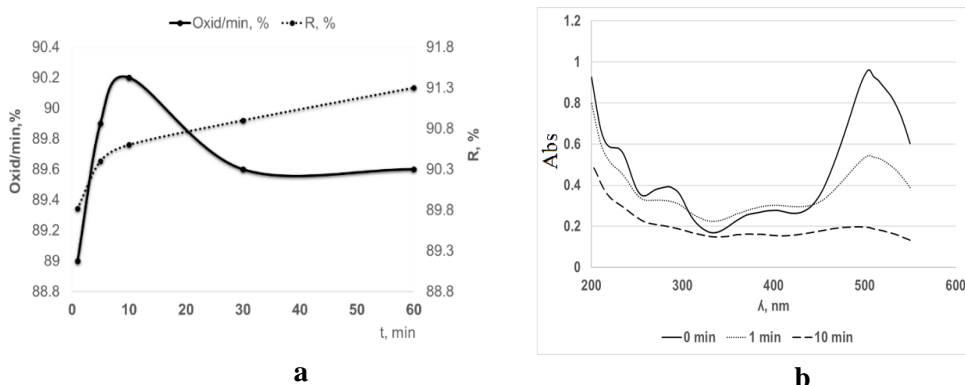 Oxid/min, % R, %
90.4
90.2
90
89.8
89.6
89.4
89.2
89
88.8
Oxid/min,%
91.8
91.3
90.8
90.3
89.8
89.3
88.8
R, %
0 10 20 30 40 50 60
t, min
a
1.2
1
0.8
0.6
0.4
0.2
0
Abs
200 300 400 500 600
ʎ, nm
0 min 1 min 10 min
b